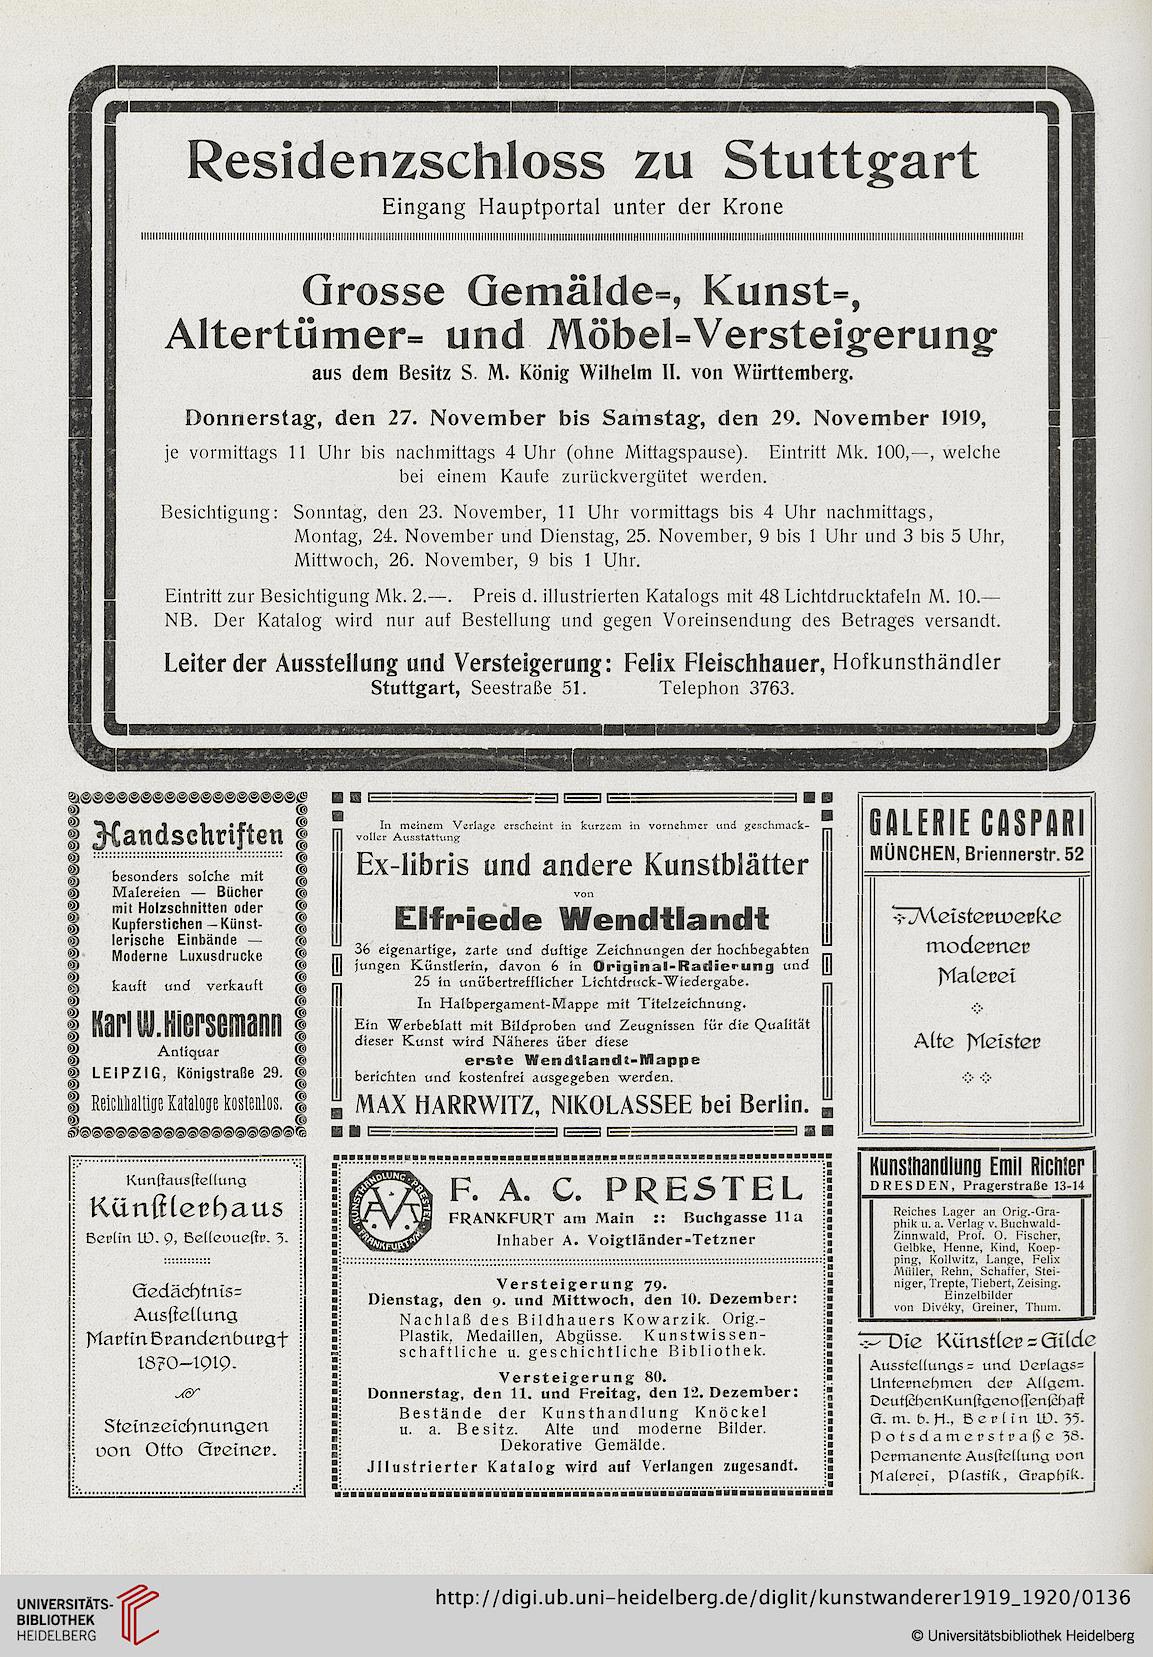 Residenzschloss zu Stuttgart
Eingang Hauptportal unter der Krone
Grosse Gemälde=, Kunst=,
Altertümer= und Möbel=Versteigerung
aus dem Besitz S. M. König Wilhelm II. von Württemberg.
Donnerstag, den 27. November bis Samstag, den 29. November 1919,
je vormittags 11 Uhr bis nachmittags 4 Uhr (ohne Mittagspause). Eintritt Mk. 100,—, welche
bei einem Kaufe zurückvergütet werden.
Besichtigung: Sonntag, den 23. November, 11 Uhr vormittags bis 4 Uhr nachmittags,
Montag, 24. November und Dienstag, 25. November, 9 bis 1 Uhr und 3 bis 5 Uhr,
Mittwoch, 26. November, 9 bis 1 Uhr.
Eintritt zur Besichtigung Mk. 2.—. Preis d. illustrierten Katalogs mit 48 Lichtdrucktafeln M. 10.—
NB. Der Katalog wird nur auf Bestellung und gegen Voreinsendung des Betrages versandt.
Leiter der Ausstellung und Versteigerung: Felix Fleischhauer, Hofkunsthändler
Stuttgart, Seestraße 51. Telephon 3763.
Handschriften
besonders solche mit
Malereien — Bücher
mit Holzschnitten oder
Kupferstichen — Künst-
lerische Einbände —
Moderne Luxusdrucke
kauft und verkauft
Karl W. Hiersemann
Antiquar
LEIPZIG, Königstraße 29.
Reichhaltige Kataloge kostenlos.
In meinem Verlage erscheint in kurzem in vornehmer und geschmack-
voller Ausstattung
Ex-libris und andere Kunstblätter
von
Elfriede Wendtlandt
36 eigenartige, zarte und duftige Zeichnungen der hochbegabten
jungen Künstlerin, davon 6 in Original-Radierung und
25 in unübertrefflicher Lichtdruck-Wiedergabe.
In Halbpergament-Mappe mit Titelzeichnung.
Ein Werbeblatt mit Bildproben und Zeugnissen für die Qualität
dieser Kunst wird Näheres über diese
erste Wendtlandt-Mappe
berichten und kostenfrei ausgegeben werden.
MAX HARRWITZ, NIKOLASSEE bei Berlin.
GALERIE CASPARI
MÜNCHEN, Briennerstr. 52
Meisterwerke
moderner
Malerei
Alte Meister
Kunstausstellung
Künstlerhaus
Berlin W. 9, Bellevuestr. 3.
Gedächtnis=
Ausstellung
Martin Brandenburg†
1870—1919.
Steinzeichnungen
von Otto Greiner.
KUNSTHANDLUNG · PRESTEL · FRANKFURT A/M
F. A. C. PRESTEL
FRANKFURT am Main :: Buchgasse 11a
Inhaber A. Voigtländer=Tetzner
Versteigerung 79.
Dienstag, den 9. und Mittwoch, den 10. Dezember:
Nachlaß des Bildhauers Kowarzik. Orig.-
Plastik, Medaillen, Abgüsse. Kunstwissen-
schaftliche u. geschichtliche Bibliothek.
Versteigerung 80.
Donnerstag, den 11. und Freitag, den 12. Dezember:
Bestände der Kunsthandlung Knöckel
u. a. Besitz. Alte und moderne Bilder.
Dekorative Gemälde.
Jllustrierter Katalog wird auf Verlangen zugesandt.
Kunsthandlung Emil Richter
DRESDEN, Pragerstraße 13-14
Reiches Lager an Orig.-Gra-
phik u. a. Verlag v. Buchwald-
Zinnwald, Prof. O. Fischer,
Gelbke, Henne, Kind, Koep-
ping, Kollwitz, Lange, Felix
Müller, Rehn, Schaffer, Stei-
niger, Trepte, Tiebert, Zeising.
Einzelbilder
von Divéky, Greiner, Thum.
Die Künstler=Gilde
Ausstellungs= und Verlags=
Unternehmen der Allgem.
Deutschen Kunstgenossenschaft
G. m. b. H., Berlin W. 35.
Potsdamerstraße 38.
Permanente Ausstellung von
Malerei, Plastik, Graphik.
UNIVERSITÄTS-
BIBLIOTHEK
HEIDELBERG
http://digi.ub.uni-heidelberg.de/diglit/kunstwanderer1919_1920/0136
© Universitätsbibliothek Heidelberg